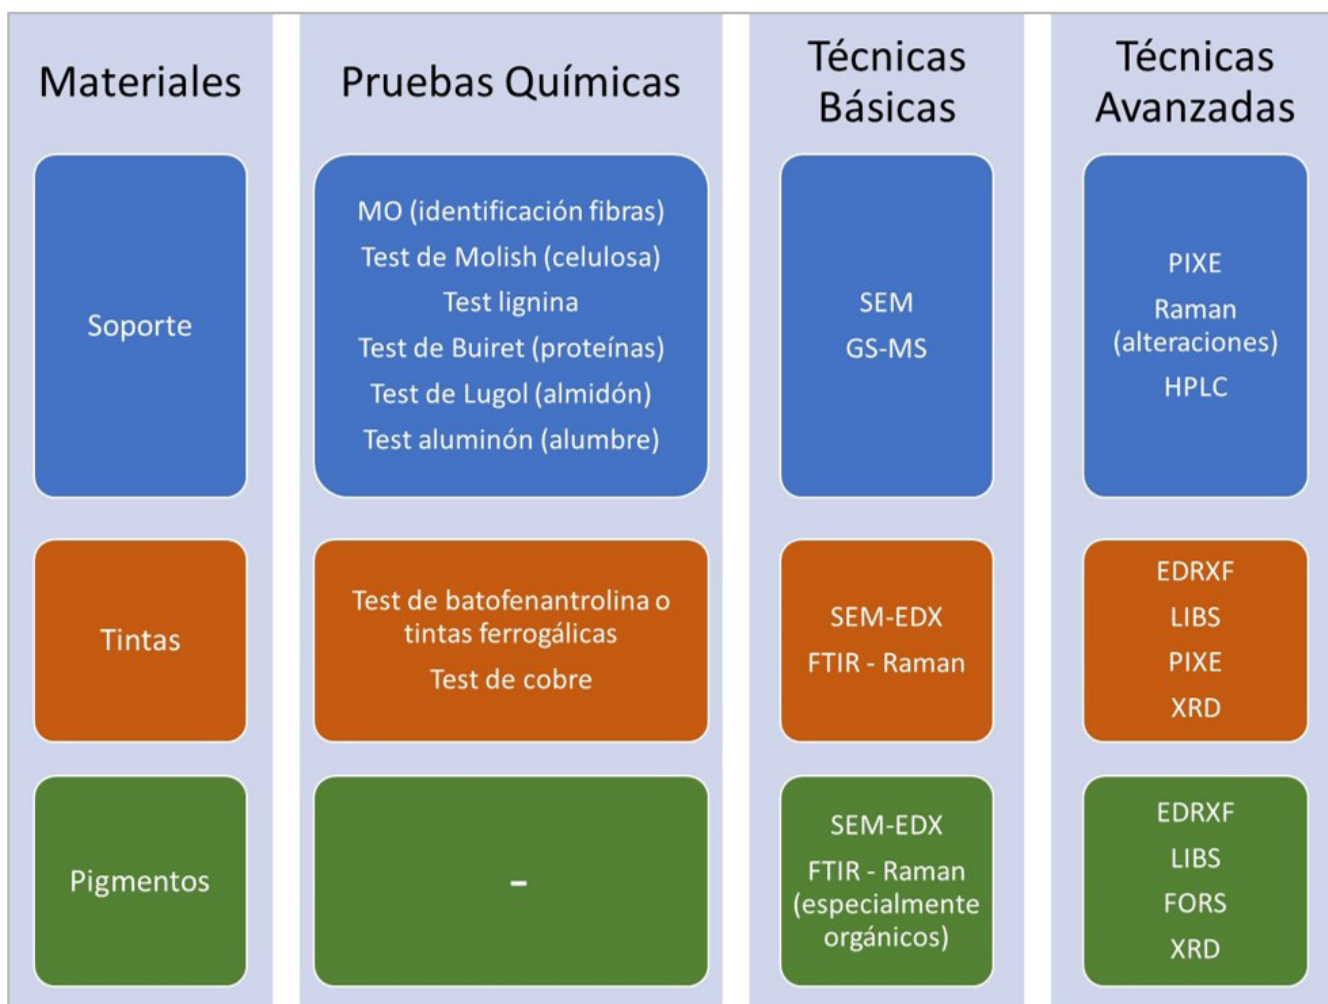 Materiales
Pruebas Químicas
Técnicas
Básicas
Técnicas
Avanzadas
Soporte
MO (identificación fibras)
Test de Molish (celulosa)
Test lignina
Test de Buiret (proteínas)
Test de Lugol (almidón)
Test aluminón (alumbre)
SEM
GS-MS
PIXE
Raman
(alteraciones)
HPLC
Tintas
Test de batofenantrolina o
tintas ferrogálicas
Test de cobre
SEM-EDX
FTIR - Raman
EDRXF
LIBS
PIXE
XRD
Pigmentos
-
SEM-EDX
FTIR - Raman
(especialmente
orgánicos)
EDRXF
LIBS
FORS
XRD